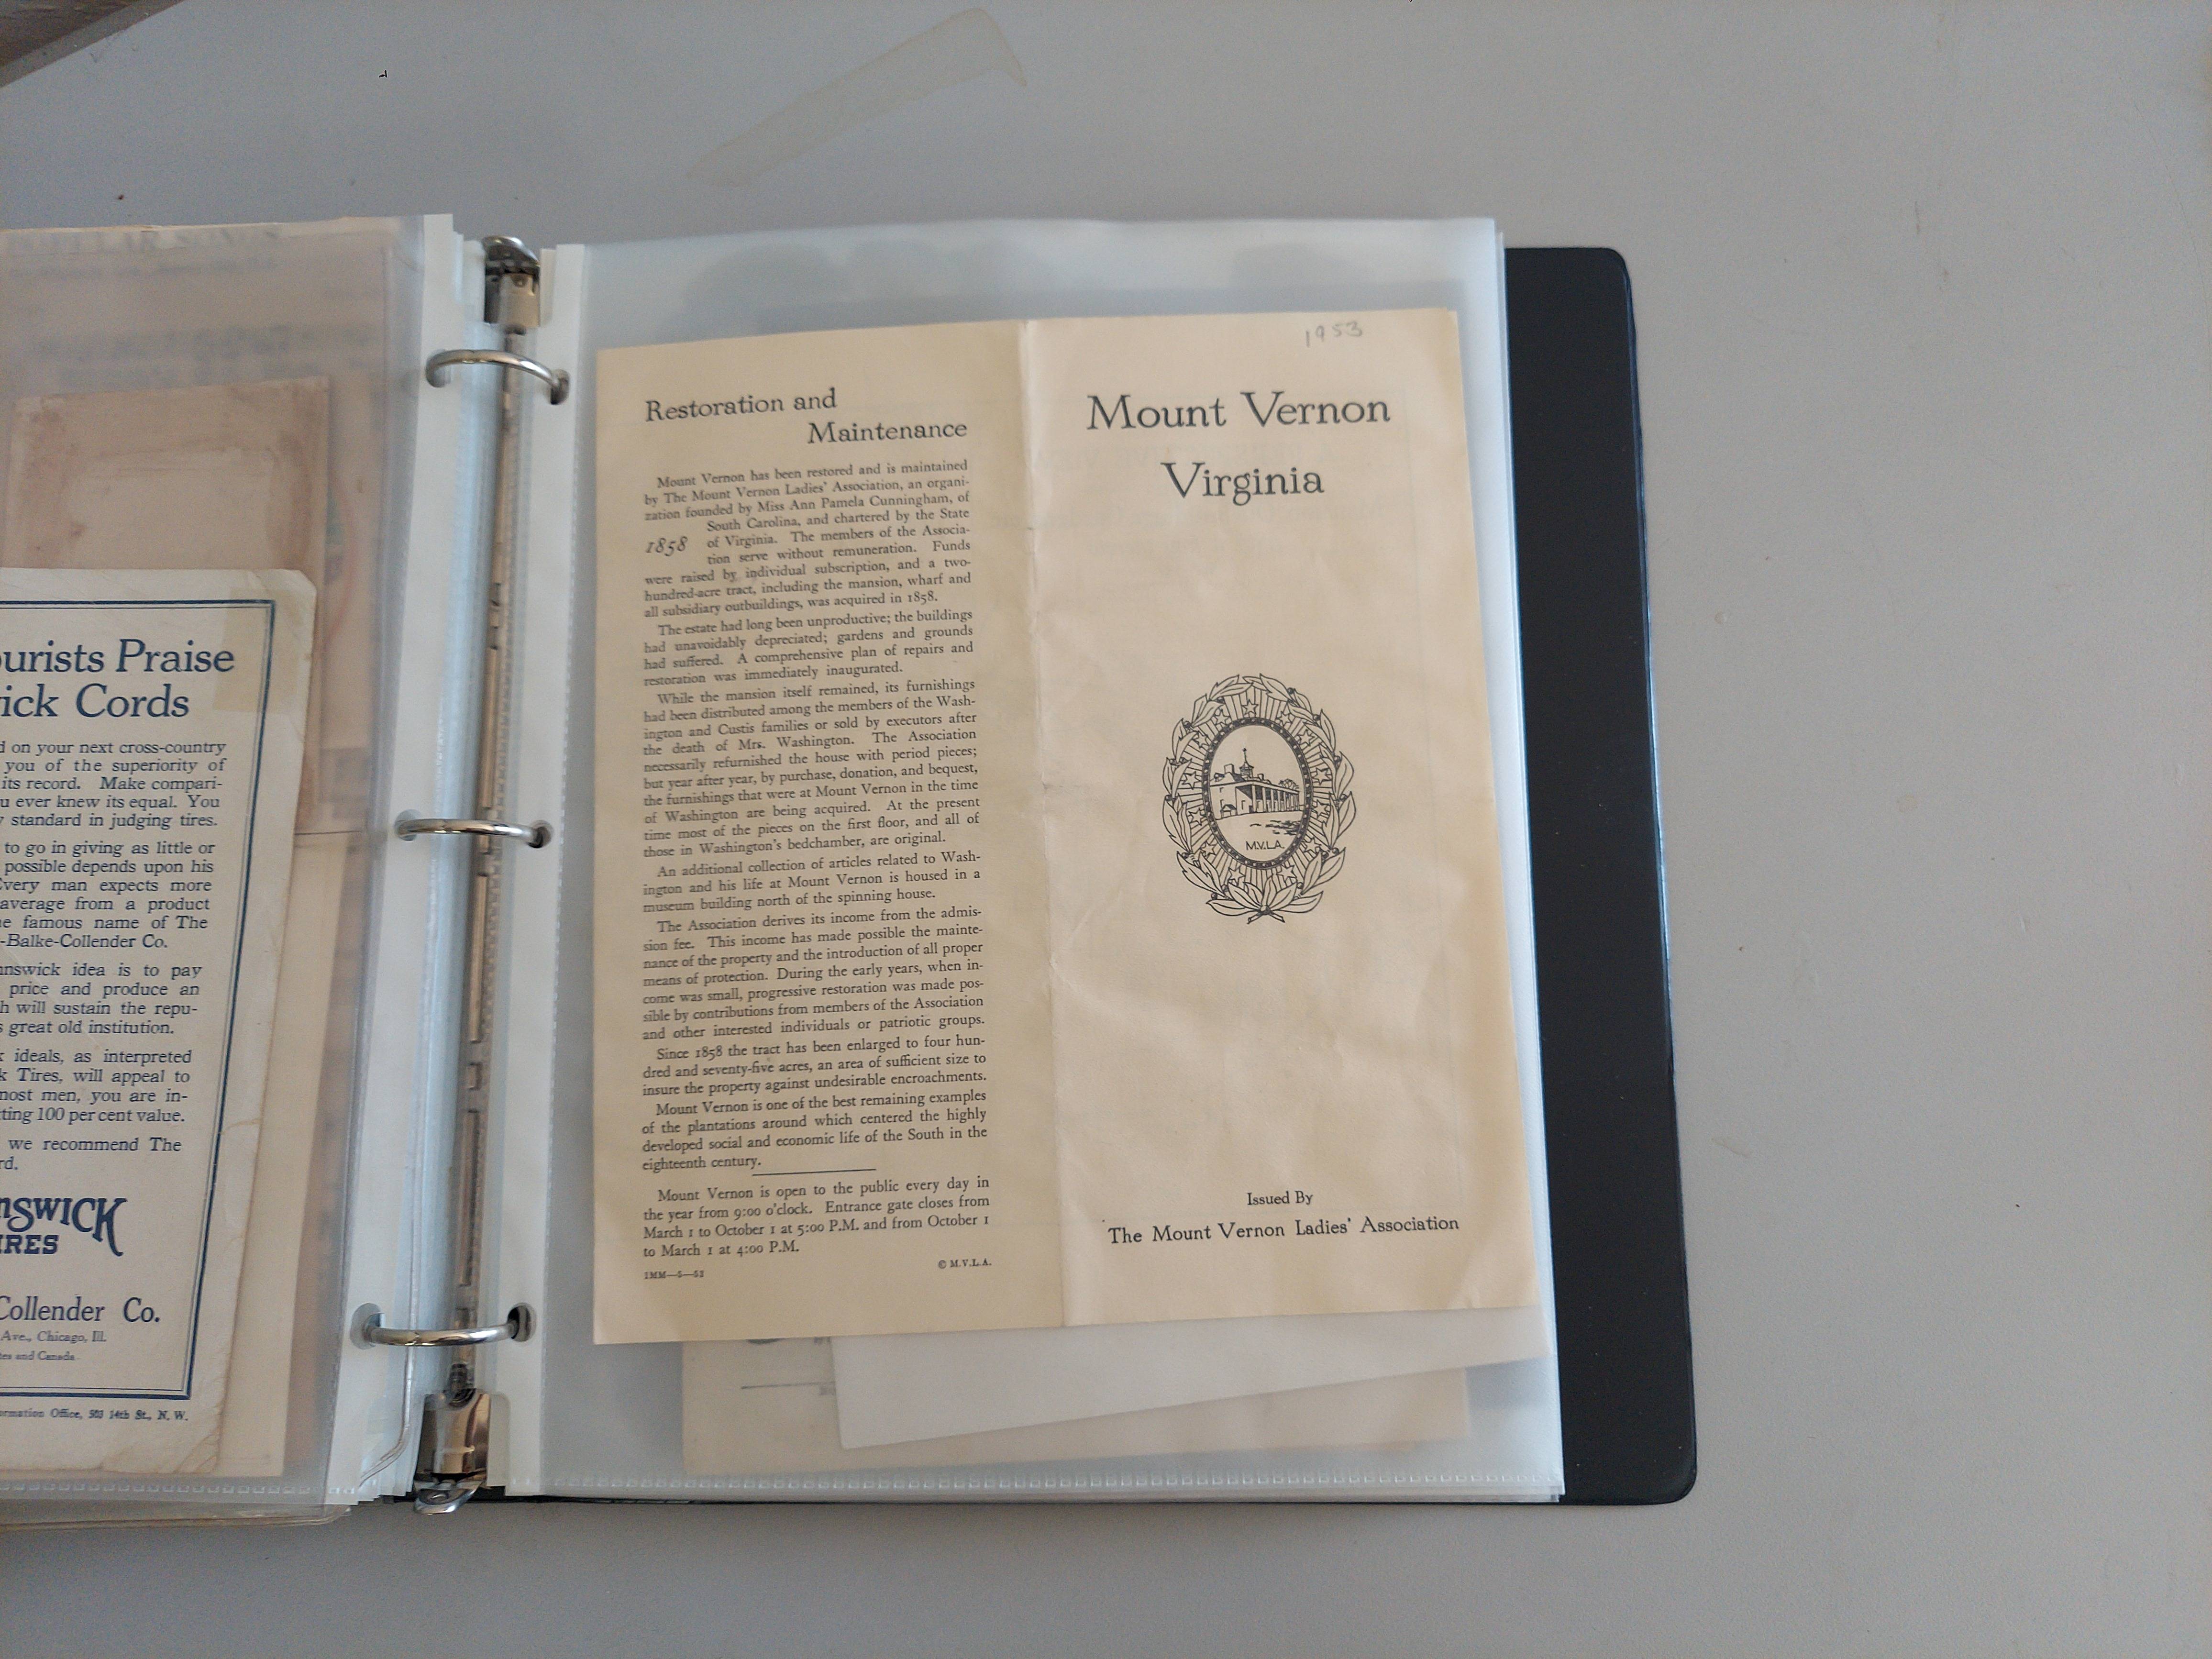 ourists Praise
ick Cords
d on your next cross-country
you of the superiority of
its record. Make compari-
u ever knew its equal. You
y standard in judging tires.
to go in giving as little or
possible depends upon his
Every man expects more
average from a product
e famous name of The
-Balke-Collender Co.
nswick idea is to pay
price and produce an
h will sustain the repu-
s great old institution.
k ideals, as interpreted
k Tires, will appeal to
most men, you are in-
ting 100 per cent value.
we recommend The
rd.
NSWICK
IRES
Collender Co.
Ave., Chicago, Ill.
tes and Canada
ormation Office, 503 14th St., N. W.
Restoration and
Maintenance
Mount Vernon has been restored and is maintained
by The Mount Vernon Ladies' Association, an organi-
zation founded by Miss Ann Pamela Cunningham, of
South Carolina, and chartered by the State
1858 of Virginia. The members of the Associa-
tion serve without remuneration. Funds
were raised by individual subscription, and a two-
hundred-acre tract, including the mansion, wharf and
all subsidiary outbuildings, was acquired in 1858.
The estate had long been unproductive; the buildings
had unavoidably depreciated; gardens and grounds
had suffered. A comprehensive plan of repairs and
restoration was immediately inaugurated.
While the mansion itself remained, its furnishings
had been distributed among the members of the Wash-
ington and Custis families or sold by executors after
the death of Mrs. Washington. The Association
necessarily refurnished the house with period pieces;
but year after year, by purchase, donation, and bequest,
the furnishings that were at Mount Vernon in the time
of Washington are being acquired. At the present
time most of the pieces on the first floor, and all of
those in Washington's bedchamber, are original.
An additional collection of articles related to Wash-
ington and his life at Mount Vernon is housed in a
museum building north of the spinning house.
The Association derives its income from the admis-
sion fee. This income has made possible the mainte-
nance of the property and the introduction of all proper
means of protection. During the early years, when in-
come was small, progressive restoration was made pos-
sible by contributions from members of the Association
and other interested individuals or patriotic groups.
Since 1858 the tract has been enlarged to four hun-
dred and seventy-five acres, an area of sufficient size to
insure the property against undesirable encroachments.
Mount Vernon is one of the best remaining examples
of the plantations around which centered the highly
developed social and economic life of the South in the
eighteenth century.
Mount Vernon is open to the public every day in
the year from 9:00 o'clock. Entrance gate closes from
March 1 to October 1 at 5:00 P.M. and from October 1
to March 1 at 4:00 P.M.
1MM—5—52
© M.V.L.A.
1953
Mount Vernon
Virginia
M.V.L.A.
Issued By
The Mount Vernon Ladies' Association